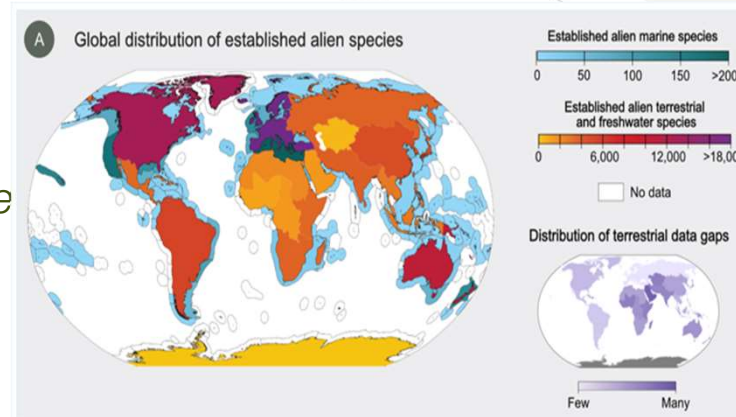 A
Global distribution of established alien species
Established alien marine species
0 50 100 150 >200
Established alien terrestrial
and freshwater species
0 6,000 12,000 >18,00
No data
Distribution of terrestrial data gaps
Few Many
e